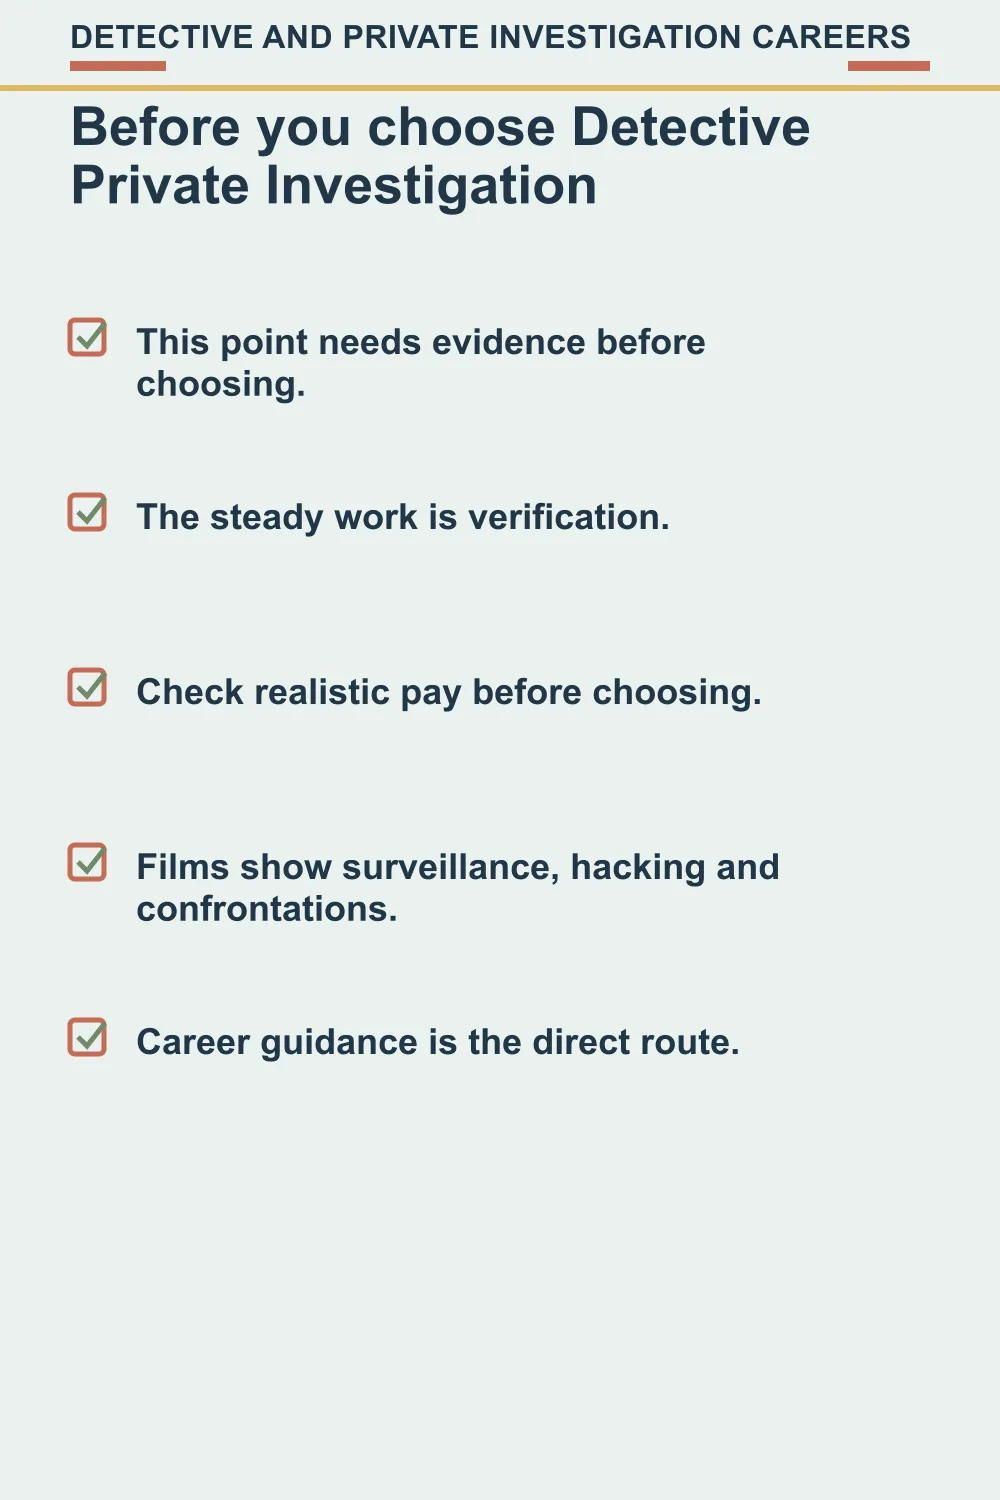 DETECTIVE AND PRIVATE INVESTIGATION CAREERS
Before you choose Detective
Private Investigation
This point needs evidence before
choosing.
The steady work is verification.
Check realistic pay before choosing.
Films show surveillance, hacking and
confrontations.
Career guidance is the direct route.